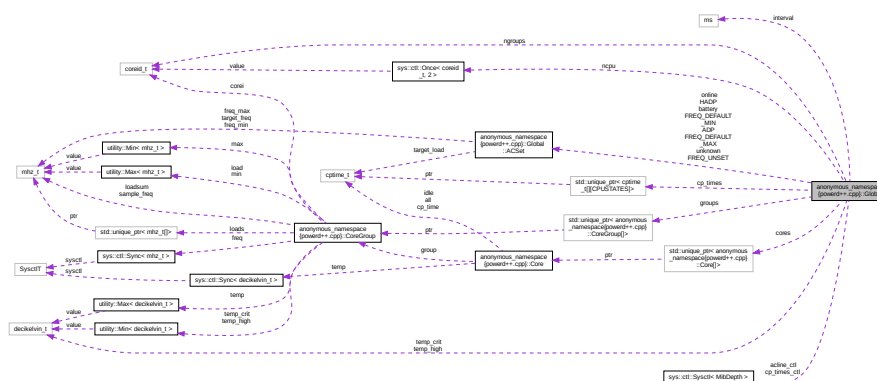 ms
interval
ngroups
coreid_t
value
sys::ctl::Once< coreid
_t, 2 >
ncpu
corei
online
HADP
battery
FREQ_DEFAULT
_MIN
ADP
FREQ_DEFAULT
_MAX
unknown
FREQ_UNSET
freq_max
target_freq
freq_min
anonymous_namespace
{powerd++.cpp}::Global
::ACSet
utility::Min< mhz_t >
max
target_load
value
mhz_t
value
utility::Max< mhz_t >
load
min
cptime_t
ptr
std::unique_ptr< cptime
_t[][CPUSTATES]>
cp_times
anonymous_namespace
{powerd++.cpp}::Glob
loadsum
sample_freq
idle
all
cp_time
groups
ptr
std::unique_ptr< mhz_t[]>
loads
freq
anonymous_namespace
{powerd++.cpp}::CoreGroup
ptr
std::unique_ptr< anonymous
_namespace{powerd++.cpp}
::CoreGroup[]>
cores
sys::ctl::Sync< mhz_t >
group
anonymous_namespace
{powerd++.cpp}::Core
ptr
std::unique_ptr< anonymous
_namespace{powerd++.cpp}
::Core[]>
SysctlT
sysctl
sysctl
sys::ctl::Sync< decikelvin_t >
temp
temp
utility::Max< decikelvin_t >
value
temp_crit
temp_high
decikelvin_t
value
utility::Min< decikelvin_t >
temp_crit
temp_high
acline_ctl
cp_times_ctl
sys::ctl::Sysctl< MibDepth >